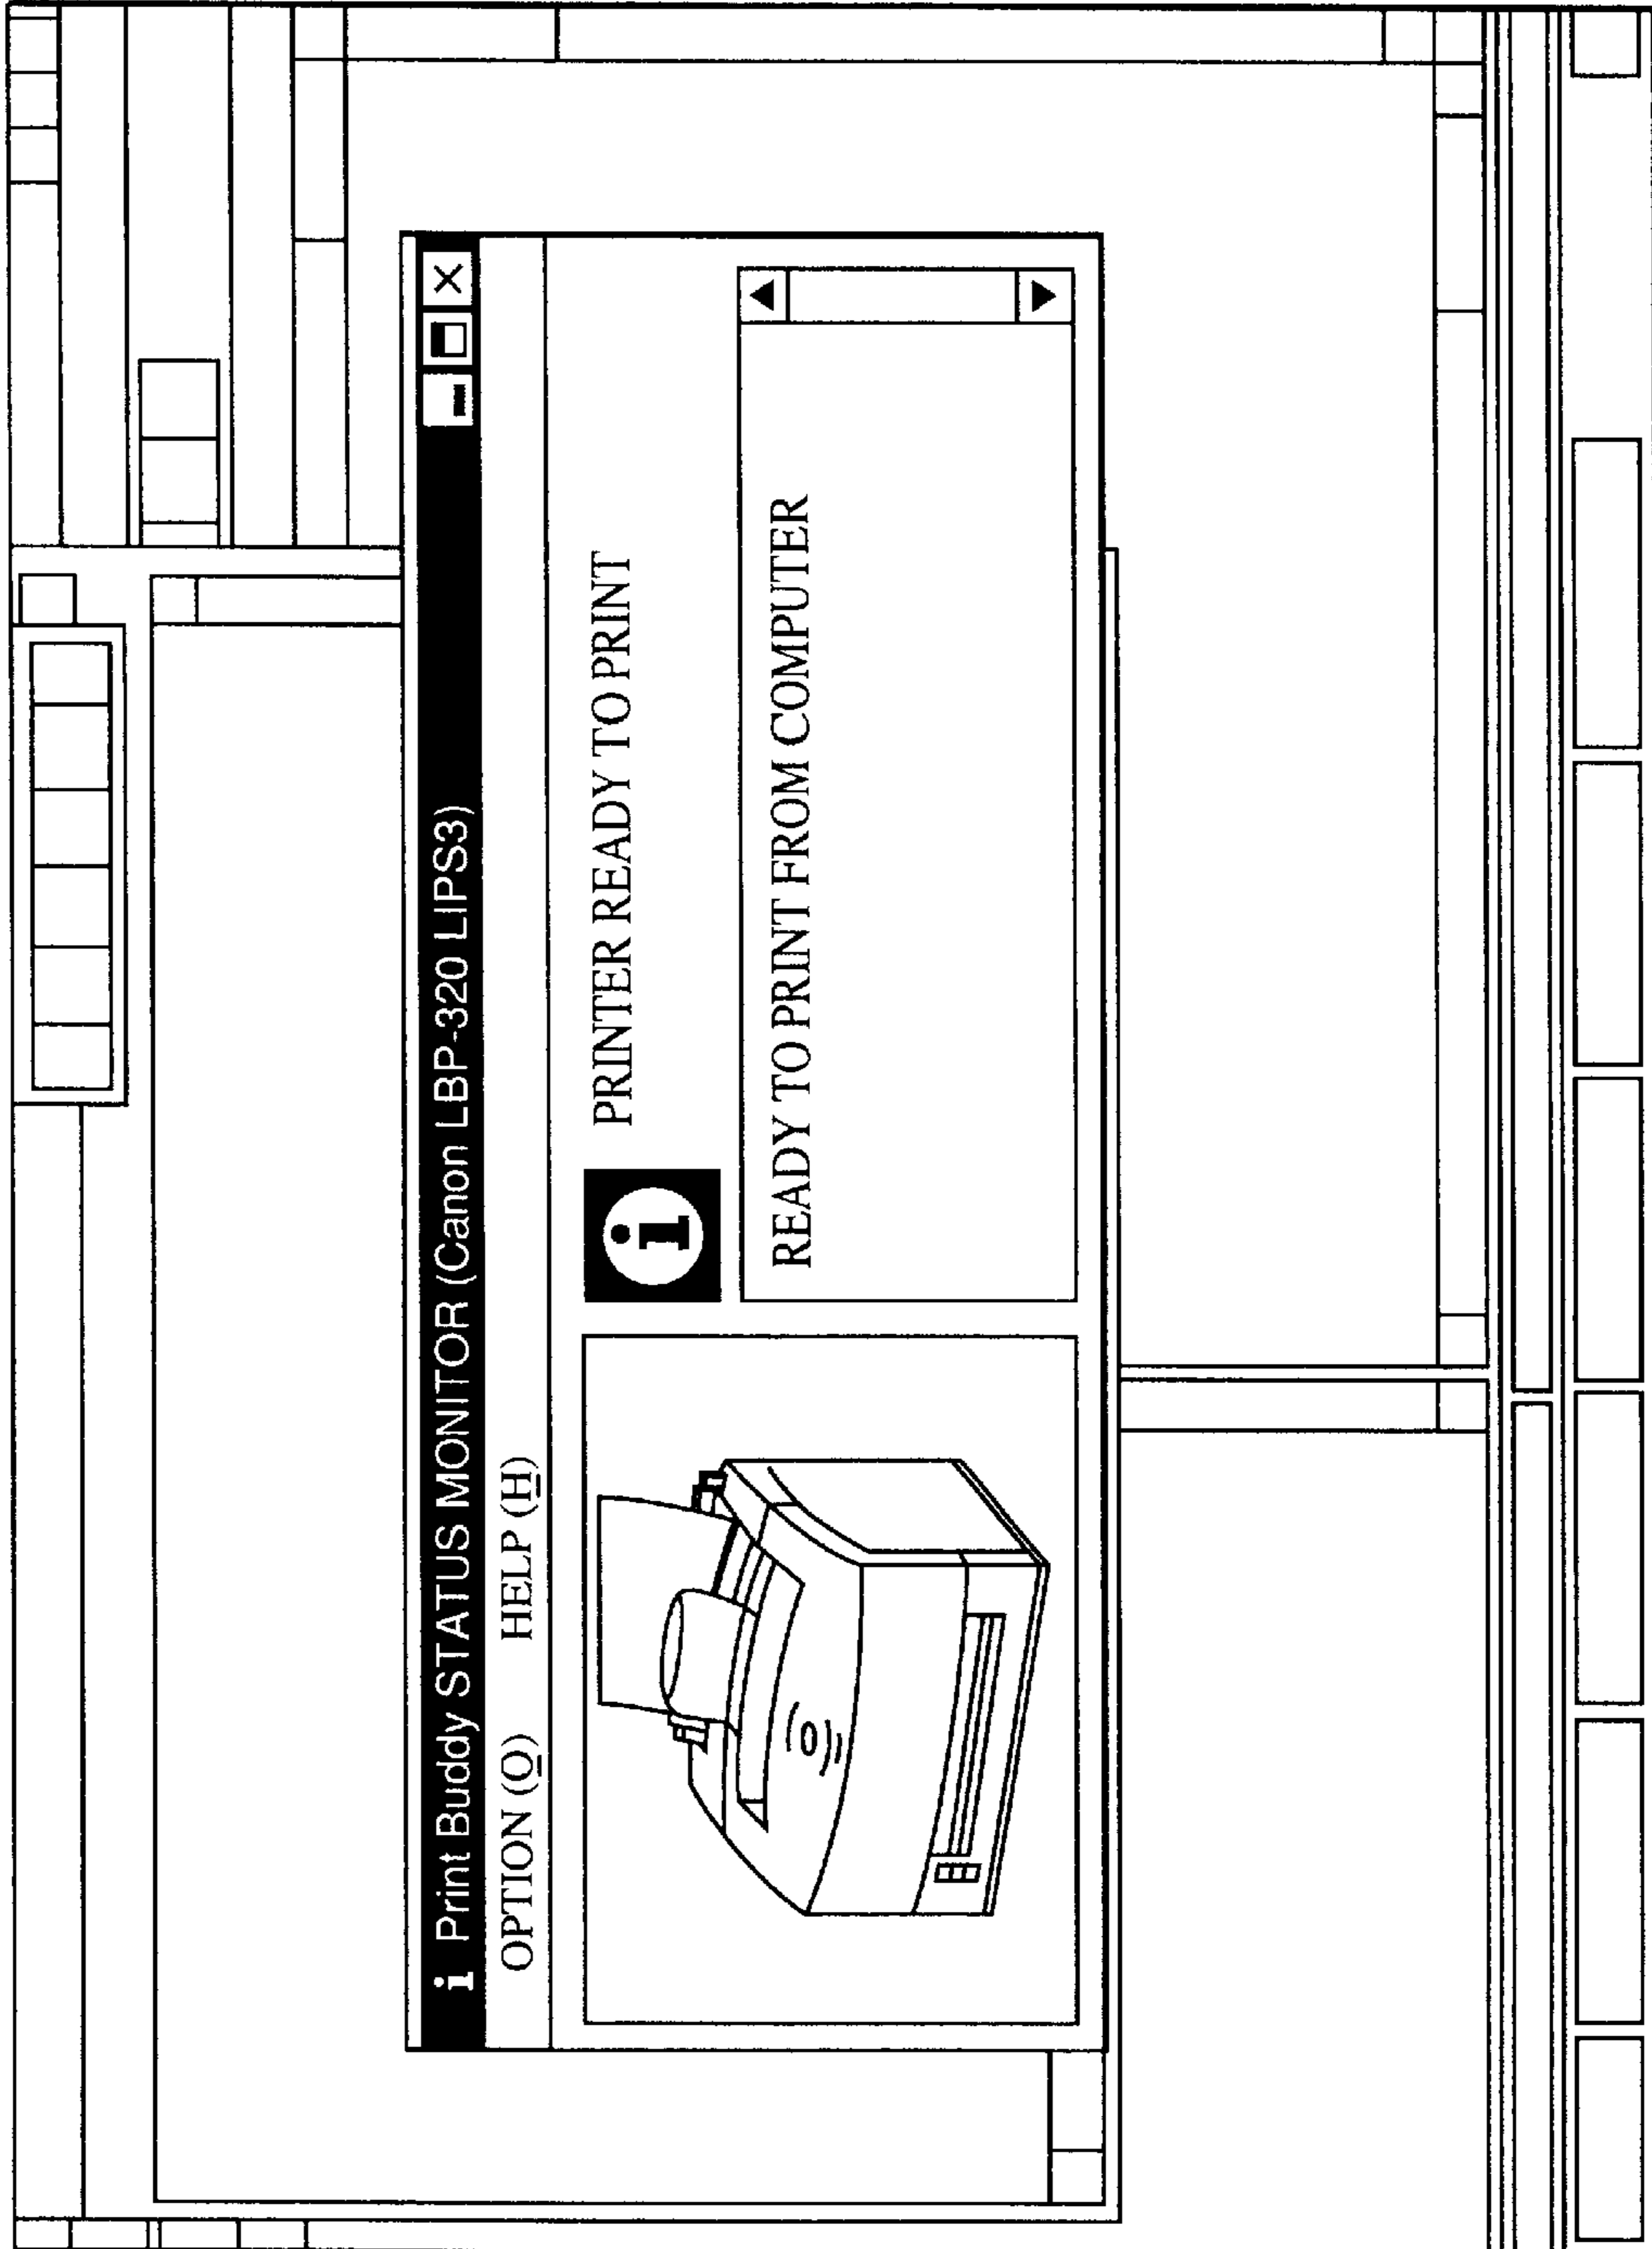 i Print Buddy STATUS MONITOR (Canon LBP-320 LIPS3)
OPTION (O) HELP (H)
i PRINTER READY TO PRINT
READY TO PRINT FROM COMPUTER